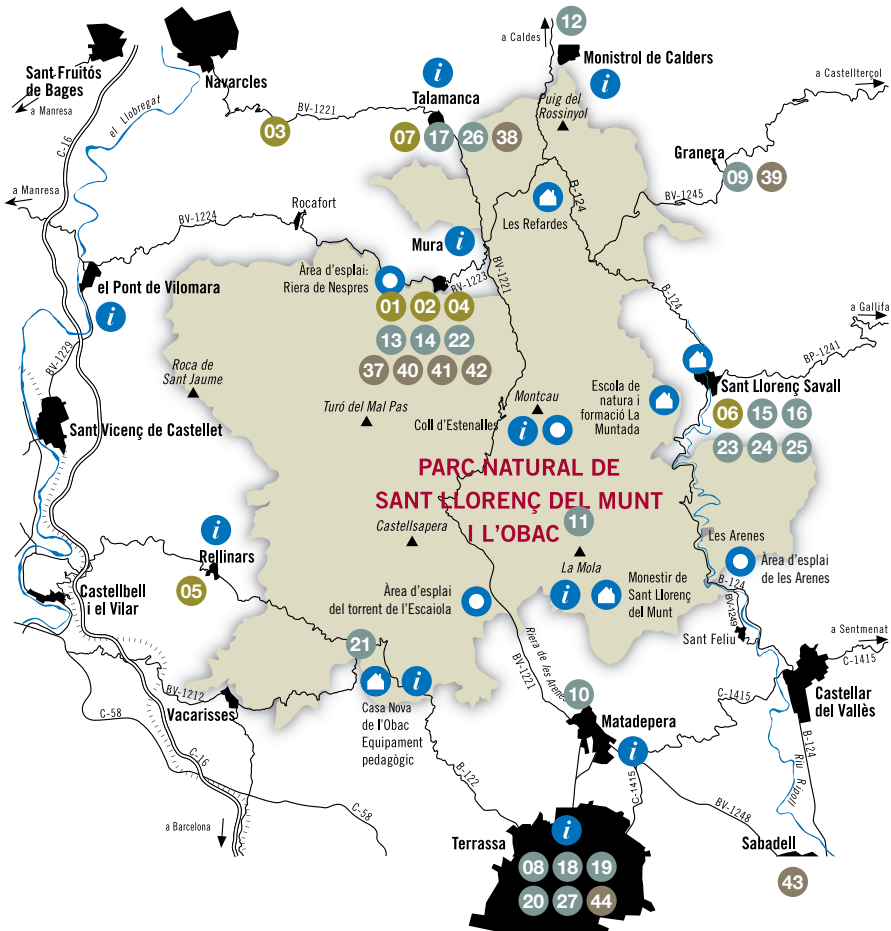 12
a Caldes
Monistrol de Calders
i
Sant Fruitós
de Bages
a Manresa
el Llobregat
C-16
Navarcles
BV-1221
03
i
Talamanca
07 17 26 38
Puig del
Rossinyol
a Castellterçol
Granera
09 39
BV-1245
B-124
a Manresa
BV-1224
Rocafort
Les Refardes
Mura
i
BV-1223
BV-1221
Àrea d'esplai:
Riera de Nespres
01 02 04
13 14 22
37 40 41 42
el Pont de Vilomara
i
BV-1229
B-124
a Gallifa
BP-1241
Roca de
Sant Jaume
Turó del Mal Pas
Montcau
Coll d'Estenalles
i
Escola de
natura i
formació La
Muntada
Sant Llorenç Savall
06 15 16
23 24 25
Sant Vicenç de Castellet
PARC NATURAL DE
SANT LLORENÇ DEL MUNT
I L'OBAC
11
Castellsapera
La Mola
i
Monestir de
Sant Llorenç
del Munt
Les Arenes
Àrea d'esplai
de les Arenes
B-124
BV-1249
Sant Feliu
i
Rellinars
05
Castellbell
i el Vilar
Àrea d'esplai
del torrent de l'Escaiola
Riera de les Arenes
BV-1221
21
i
Casa Nova
de l'Obac
Equipament
pedagògic
BV-1212
Vacarisses
C-58
C-16
a Barcelona
C-58
B-122
10
Matadepera
i
C-1415
C-1415
BV-1248
a Sentmenat
C-1415
Castellar
del Vallès
B-124
Riu Ripoll
Terrassa
i
08 18 19
20 27 44
Sabadell
43